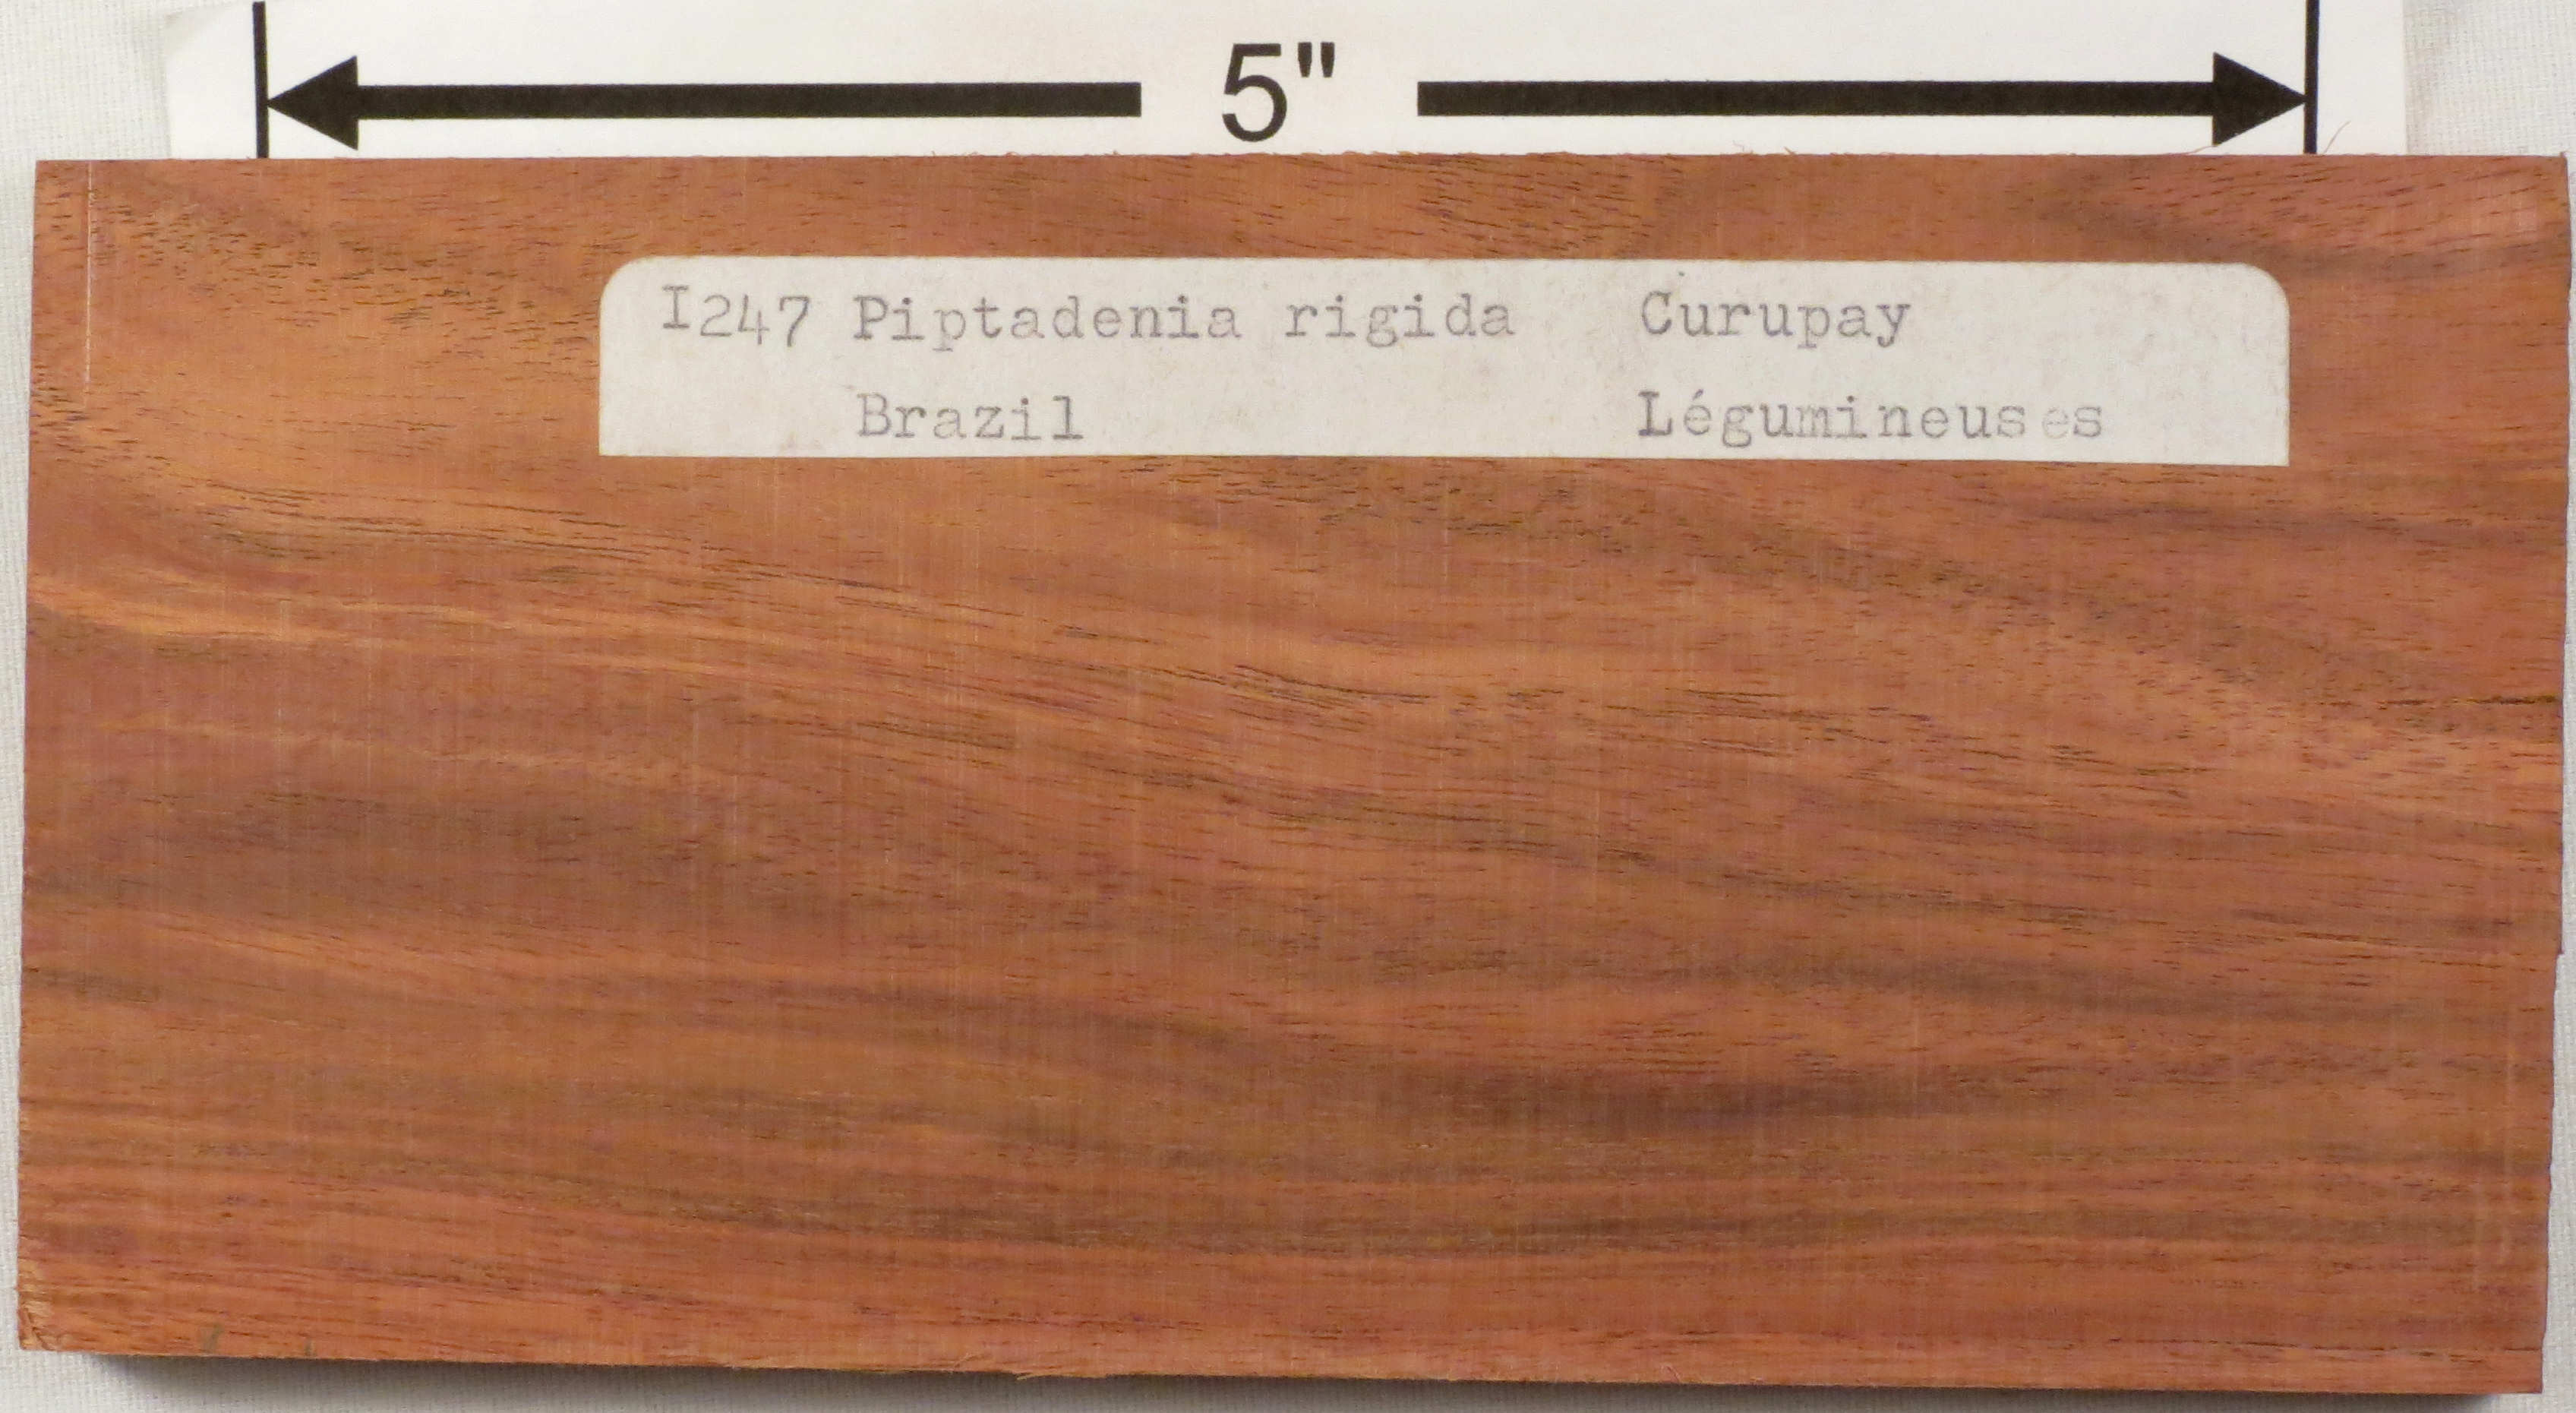 5"
I247 Piptadenia rigida Curupay
Brazil Légumineuses